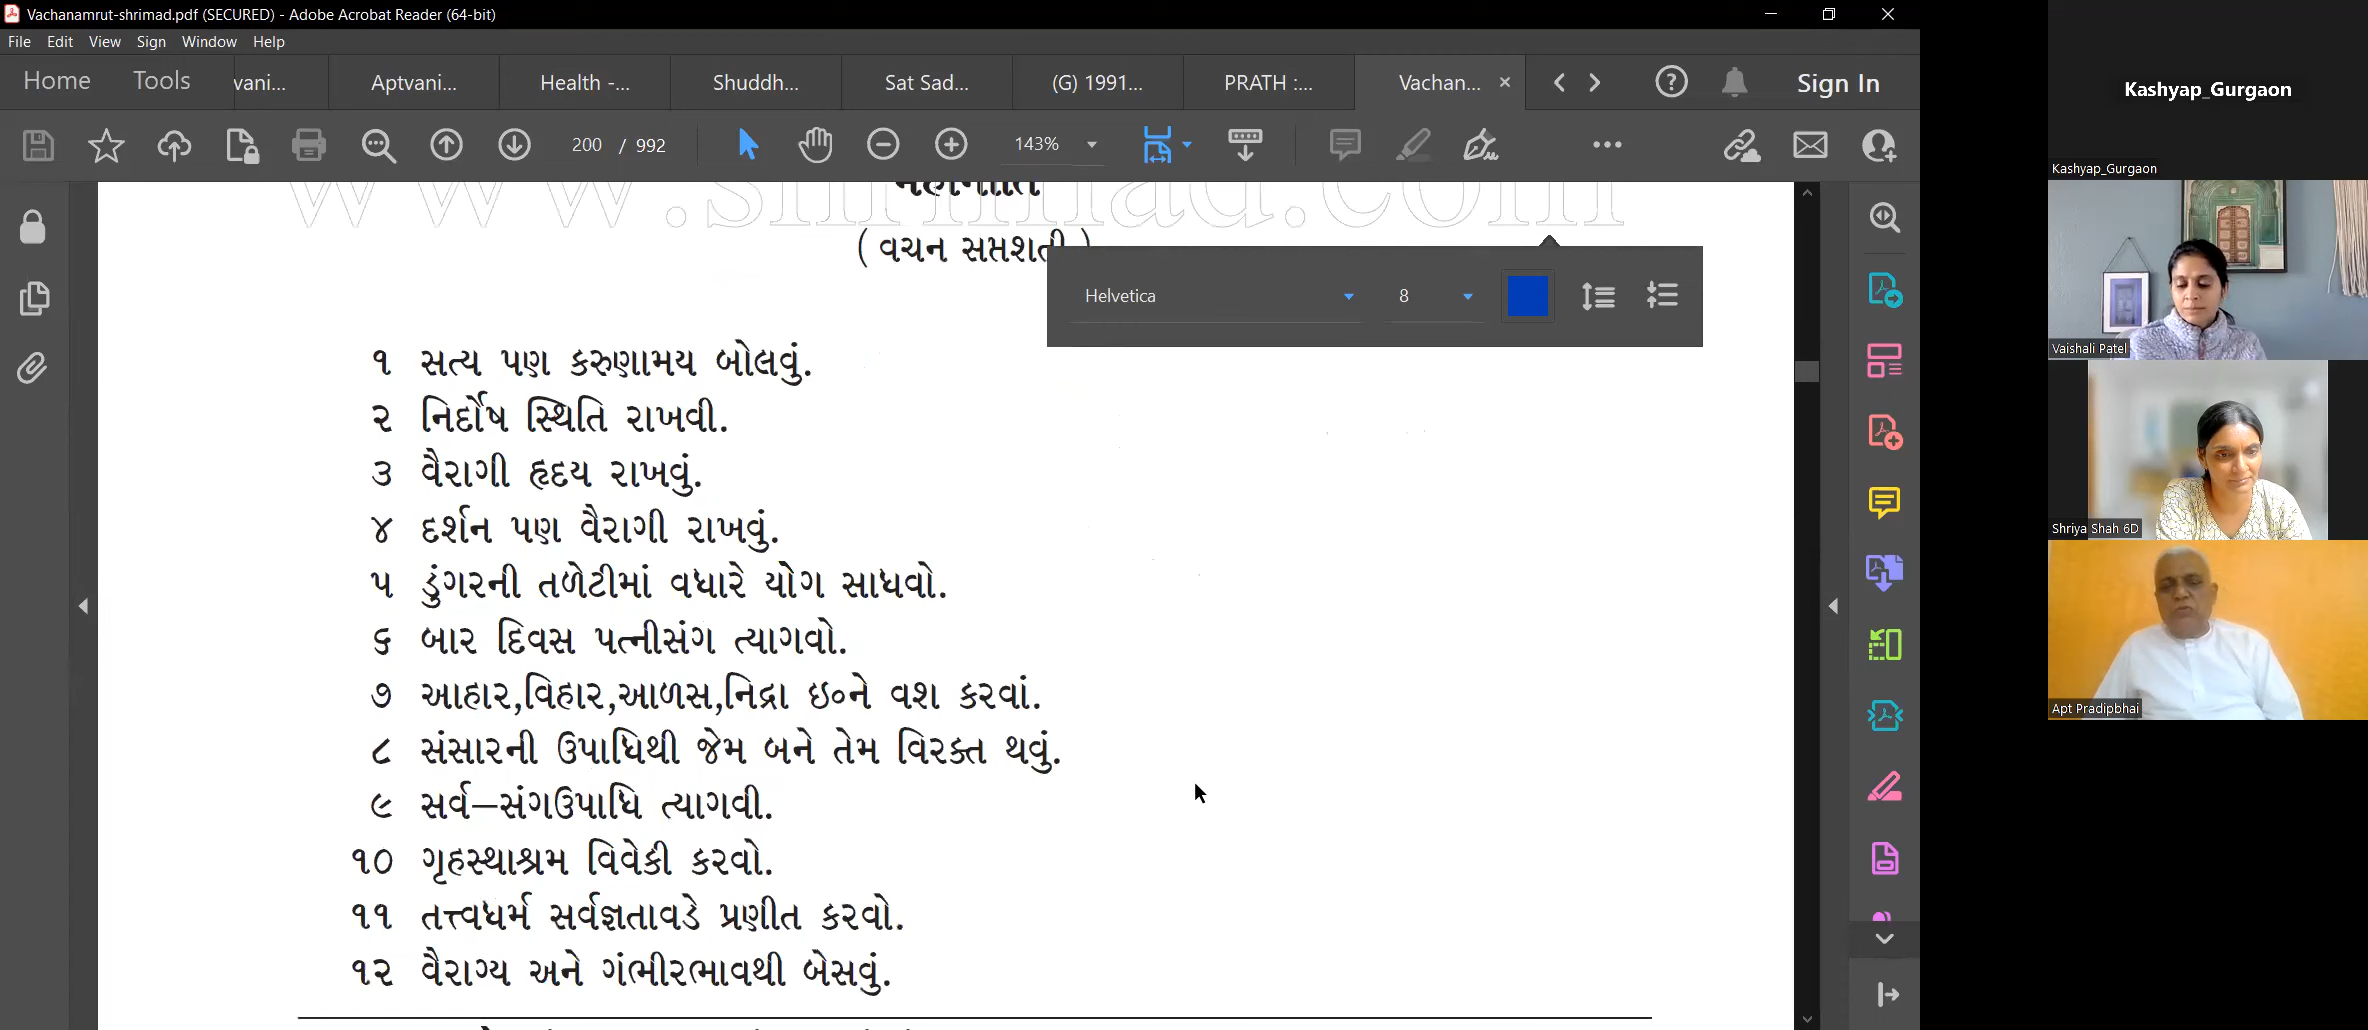 Vachanamrut-shrimad.pdf (SECURED) - Adobe Acrobat Reader (64-bit)
File Edit View Sign Window Help
Home Tools vani... Aptvani... Health -... Shuddh... Sat Sad... (G) 1991... PRATH :... Vachan... Sign In
200 / 992 143%
www.shrimad.com
(વચન સપ્તશતી)
Helvetica 8
૧ સત્ય પણ કરુણામય બોલવું.
૨ નિર્દોષ સ્થિતિ રાખવી.
૩ વૈરાગી હૃદય રાખવું.
૪ દર્શન પણ વૈરાગી રાખવું.
૫ ડુંગરની તળેટીમાં વધારે યોગ સાધવો.
૬ બાર દિવસ પત્નીસંગ ત્યાગવો.
૭ આહાર,વિહાર,આળસ,નિદ્રા ઇ૰ને વશ કરવાં.
૮ સંસારની ઉપાધિથી જેમ બને તેમ વિરક્ત થવું.
૯ સર્વ—સંગઉપાધિ ત્યાગવી.
૧૦ ગૃહસ્થાશ્રમ વિવેકી કરવો.
૧૧ તત્ત્વધર્મ સર્વજ્ઞતાવડે પ્રણીત કરવો.
૧૨ વૈરાગ્ય અને ગંભીરભાવથી બેસવું.
Kashyap_Gurgaon
Kashyap_Gurgaon
Vaishali Patel
Shriya Shah 6D
Apt Pradipbhai